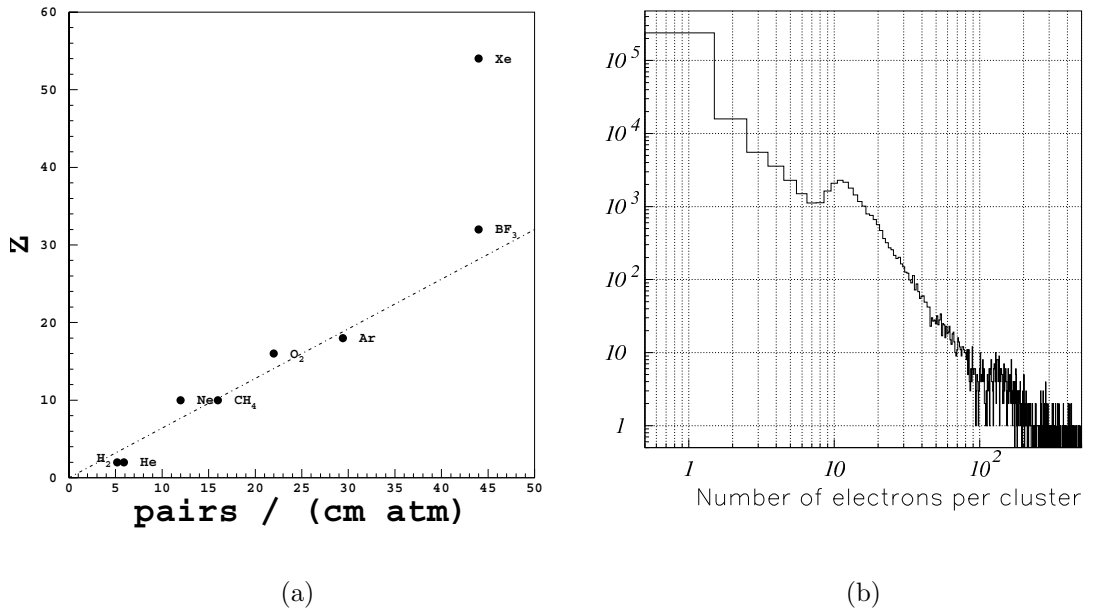 60
50
40
30
20
10
0
Z
Xe
BF3
Ar
O2
Ne
CH4
H2
He
0 5 10 15 20 25 30 35 40 45 50
pairs / (cm atm)
(a)
10^5
10^4
10^3
10^2
10
1
1 10 10^2
Number of electrons per cluster
(b)